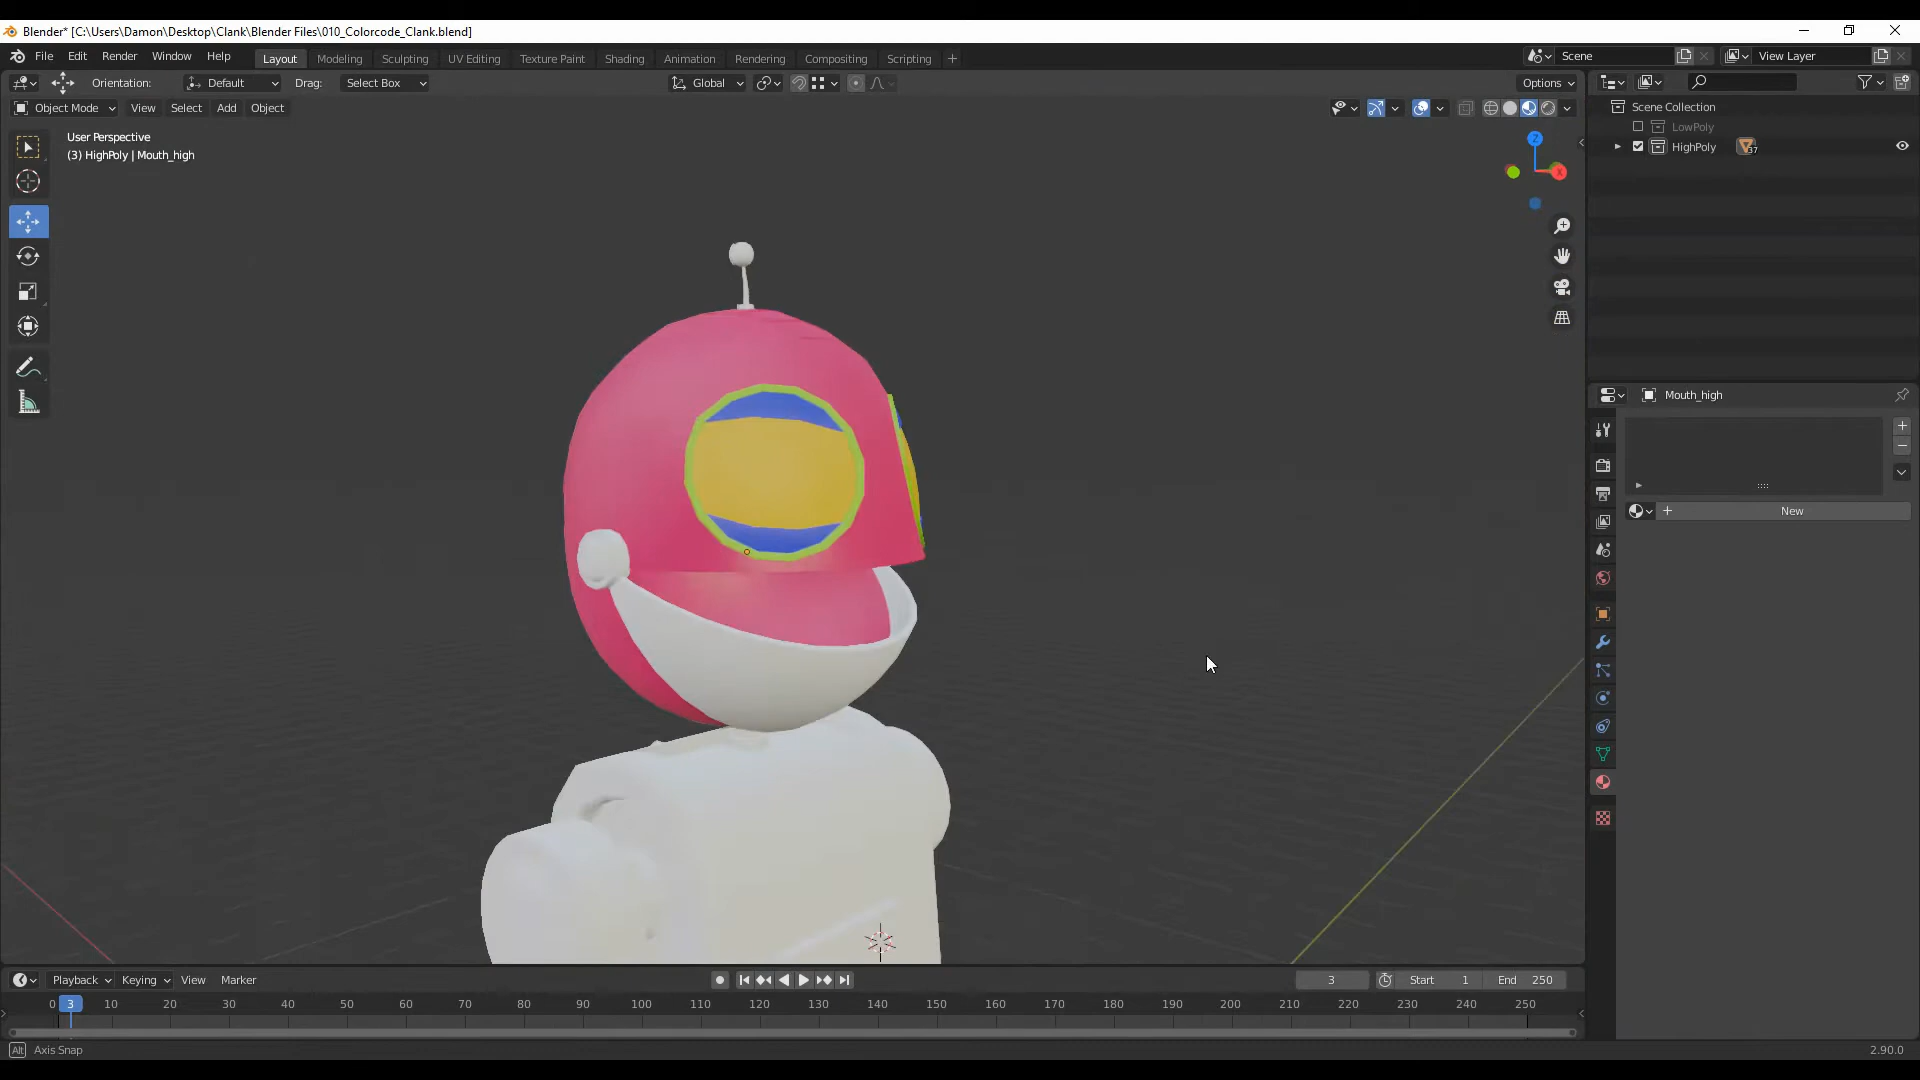 Blender* [C:\Users\Damon\Desktop\Clank\Blender Files\010_Colorcode_Clank.blend]
File Edit Render Window Help Layout Modeling Sculpting UV Editing Texture Paint Shading Animation Rendering Compositing Scripting + Scene View Layer
Orientation: Default Drag: Select Box Global Options
Object Mode View Select Add Object
Scene Collection
LowPoly
HighPoly 37
User Perspective
(3) HighPoly | Mouth_high
Z
X
Mouth_high
New
Playback Keying View Marker 3 Start 1 End 250
0 3 10 20 30 40 50 60 70 80 90 100 110 120 130 140 150 160 170 180 190 200 210 220 230 240 250
Alt Axis Snap 2.90.0